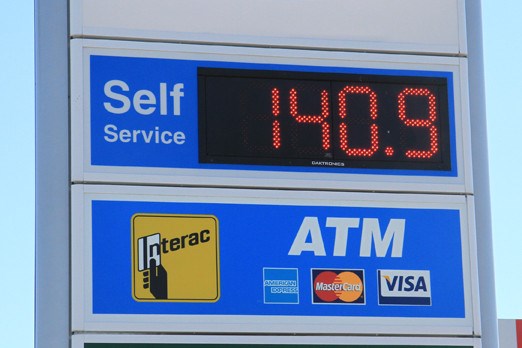 Self
Service
140.9
DAKTRONICS
Interac
ATM
AMERICAN
EXPRESS
MasterCard
VISA